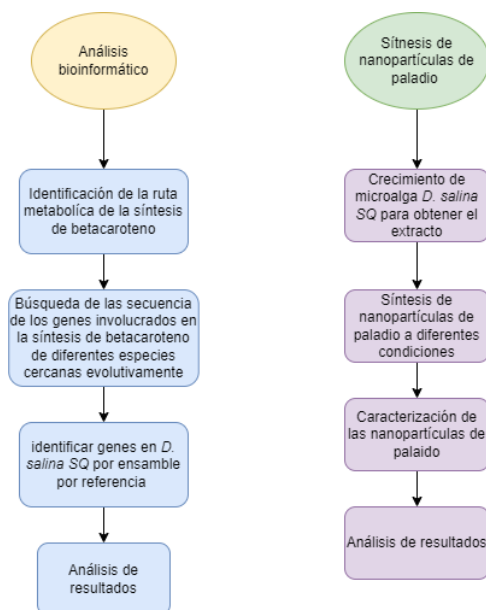 Análisis
bioinformático
Identificación de la ruta
metabolíca de la síntesis
de betacaroteno
Búsqueda de las secuencia
de los genes involucrados en
la síntesis de betacaroteno
de diferentes especies
cercanas evolutivamente
identificar genes en D.
salina SQ por ensamble
por referencia
Análisis de
resultados
Sítnesis de
nanopartículas de
paladio
Crecimiento de
microalga D. salina
SQ para obtener el
extracto
Síntesis de
nanopartículas de
paladio a diferentes
condiciones
Caracterización de
las nanopartículas de
palaido
Análisis de resultados